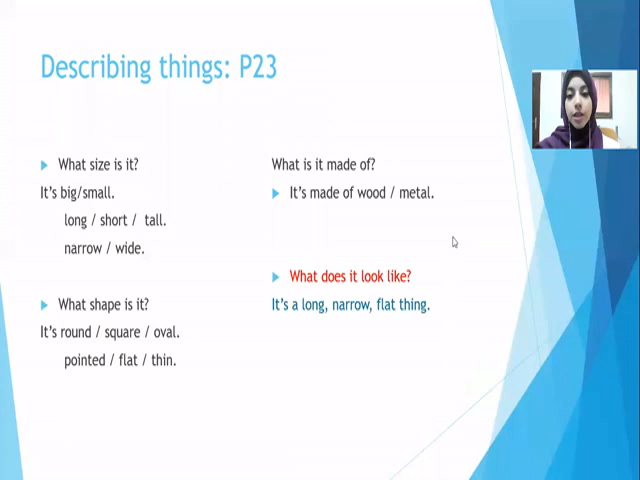 Describing things: P23
What size is it?
It's big/small.
long / short / tall.
narrow / wide.
What shape is it?
It's round / square / oval.
pointed / flat / thin.
What is it made of?
It's made of wood / metal.
What does it look like?
It's a long, narrow, flat thing.